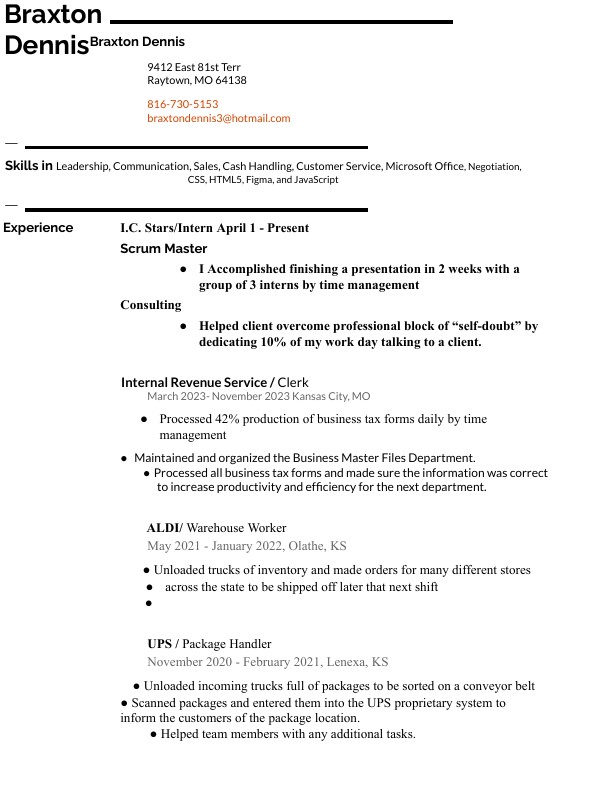 Braxton
Dennis Braxton Dennis
9412 East 81st Terr
Raytown, MO 64138
816-730-5153
braxtondennis3@hotmail.com
—
Skills in Leadership, Communication, Sales, Cash Handling, Customer Service, Microsoft Office, Negotiation,
CSS, HTML5, Figma, and JavaScript
—
Experience
I.C. Stars/Intern April 1 - Present
Scrum Master
● I Accomplished finishing a presentation in 2 weeks with a
group of 3 interns by time management
Consulting
● Helped client overcome professional block of “self-doubt” by
dedicating 10% of my work day talking to a client.
Internal Revenue Service / Clerk
March 2023- November 2023 Kansas City, MO
● Processed 42% production of business tax forms daily by time
management
● Maintained and organized the Business Master Files Department.
● Processed all business tax forms and made sure the information was correct
to increase productivity and efficiency for the next department.
ALDI/ Warehouse Worker
May 2021 - January 2022, Olathe, KS
● Unloaded trucks of inventory and made orders for many different stores
● across the state to be shipped off later that next shift
●
UPS / Package Handler
November 2020 - February 2021, Lenexa, KS
● Unloaded incoming trucks full of packages to be sorted on a conveyor belt
● Scanned packages and entered them into the UPS proprietary system to
inform the customers of the package location.
● Helped team members with any additional tasks.